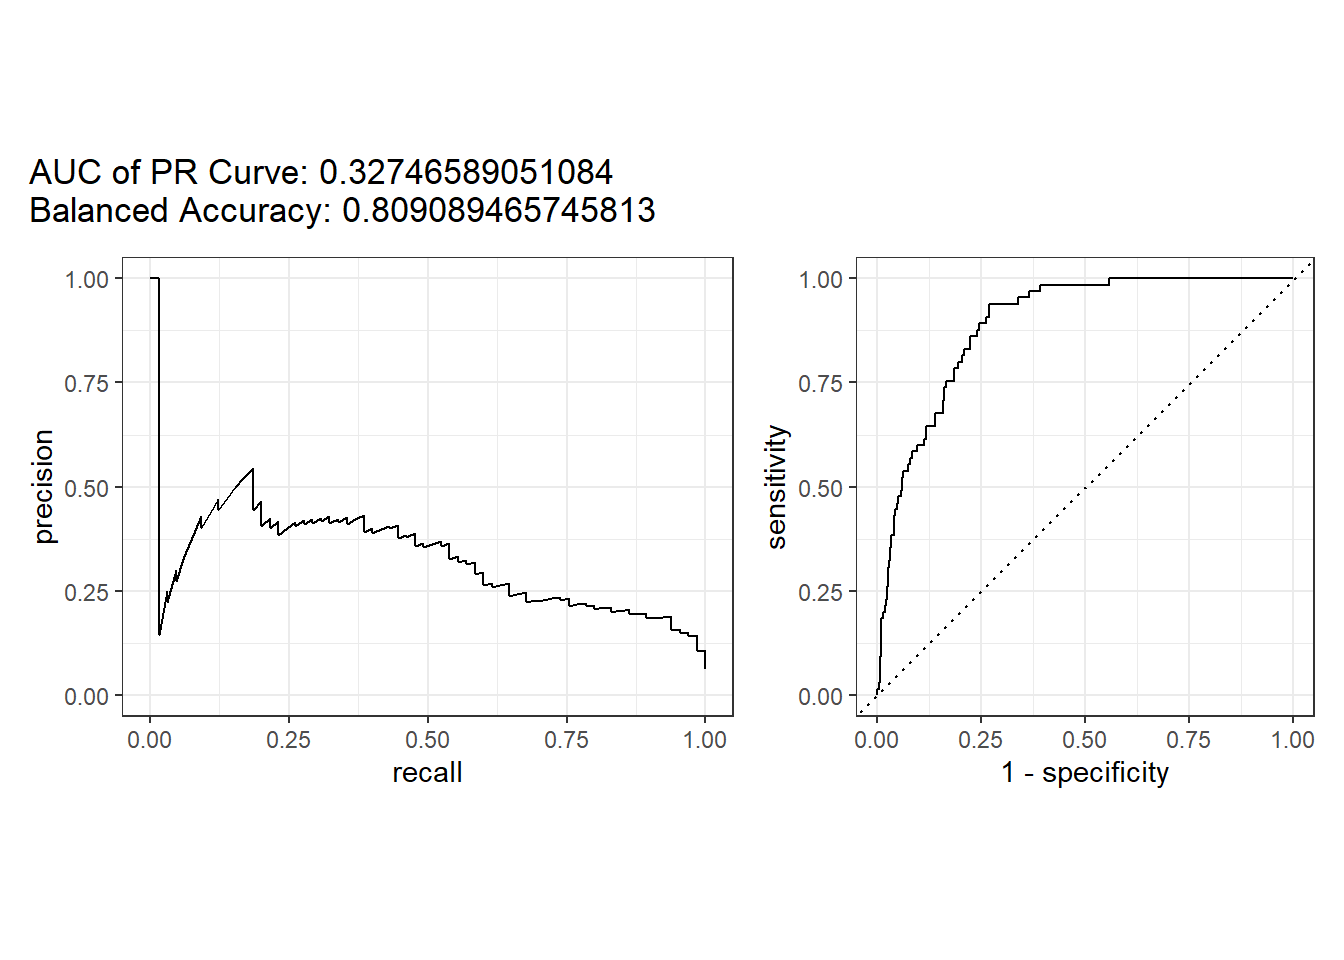 AUC of PR Curve: 0.32746589051084
Balanced Accuracy: 0.809089465745813
1.00
0.75
0.50
0.25
0.00
precision
0.00 0.25 0.50 0.75 1.00
recall
1.00
0.75
0.50
0.25
0.00
sensitivity
0.00 0.25 0.50 0.75 1.00
1 - specificity